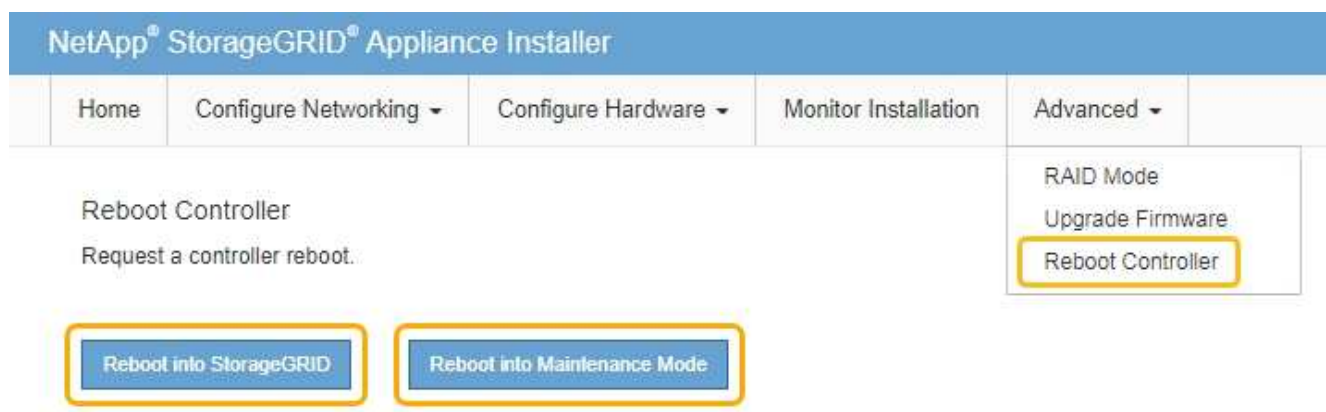 NetApp® StorageGRID® Appliance Installer
Home Configure Networking Configure Hardware Monitor Installation Advanced
RAID Mode
Upgrade Firmware
Reboot Controller
Reboot Controller
Request a controller reboot.
Reboot into StorageGRID Reboot into Maintenance Mode